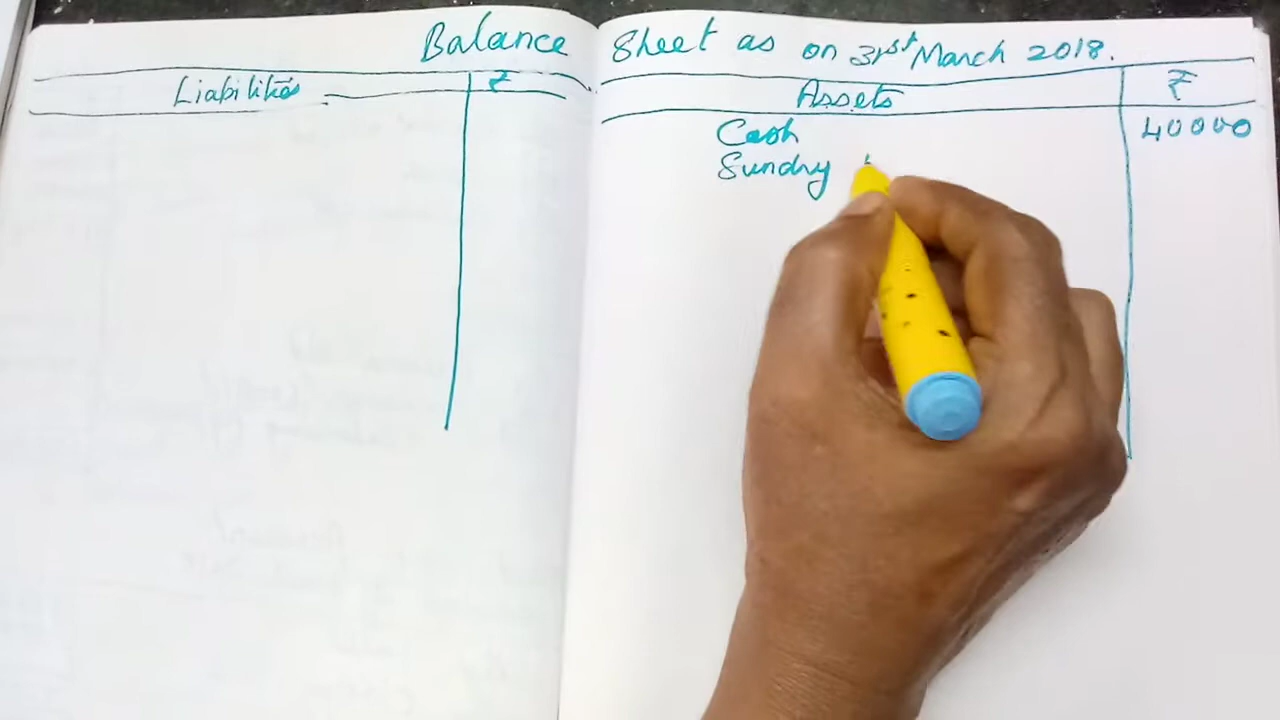 Balance Sheet as on 31st March 2018.
Liabilities ₹
Assets ₹
Cash 40000
Sundry